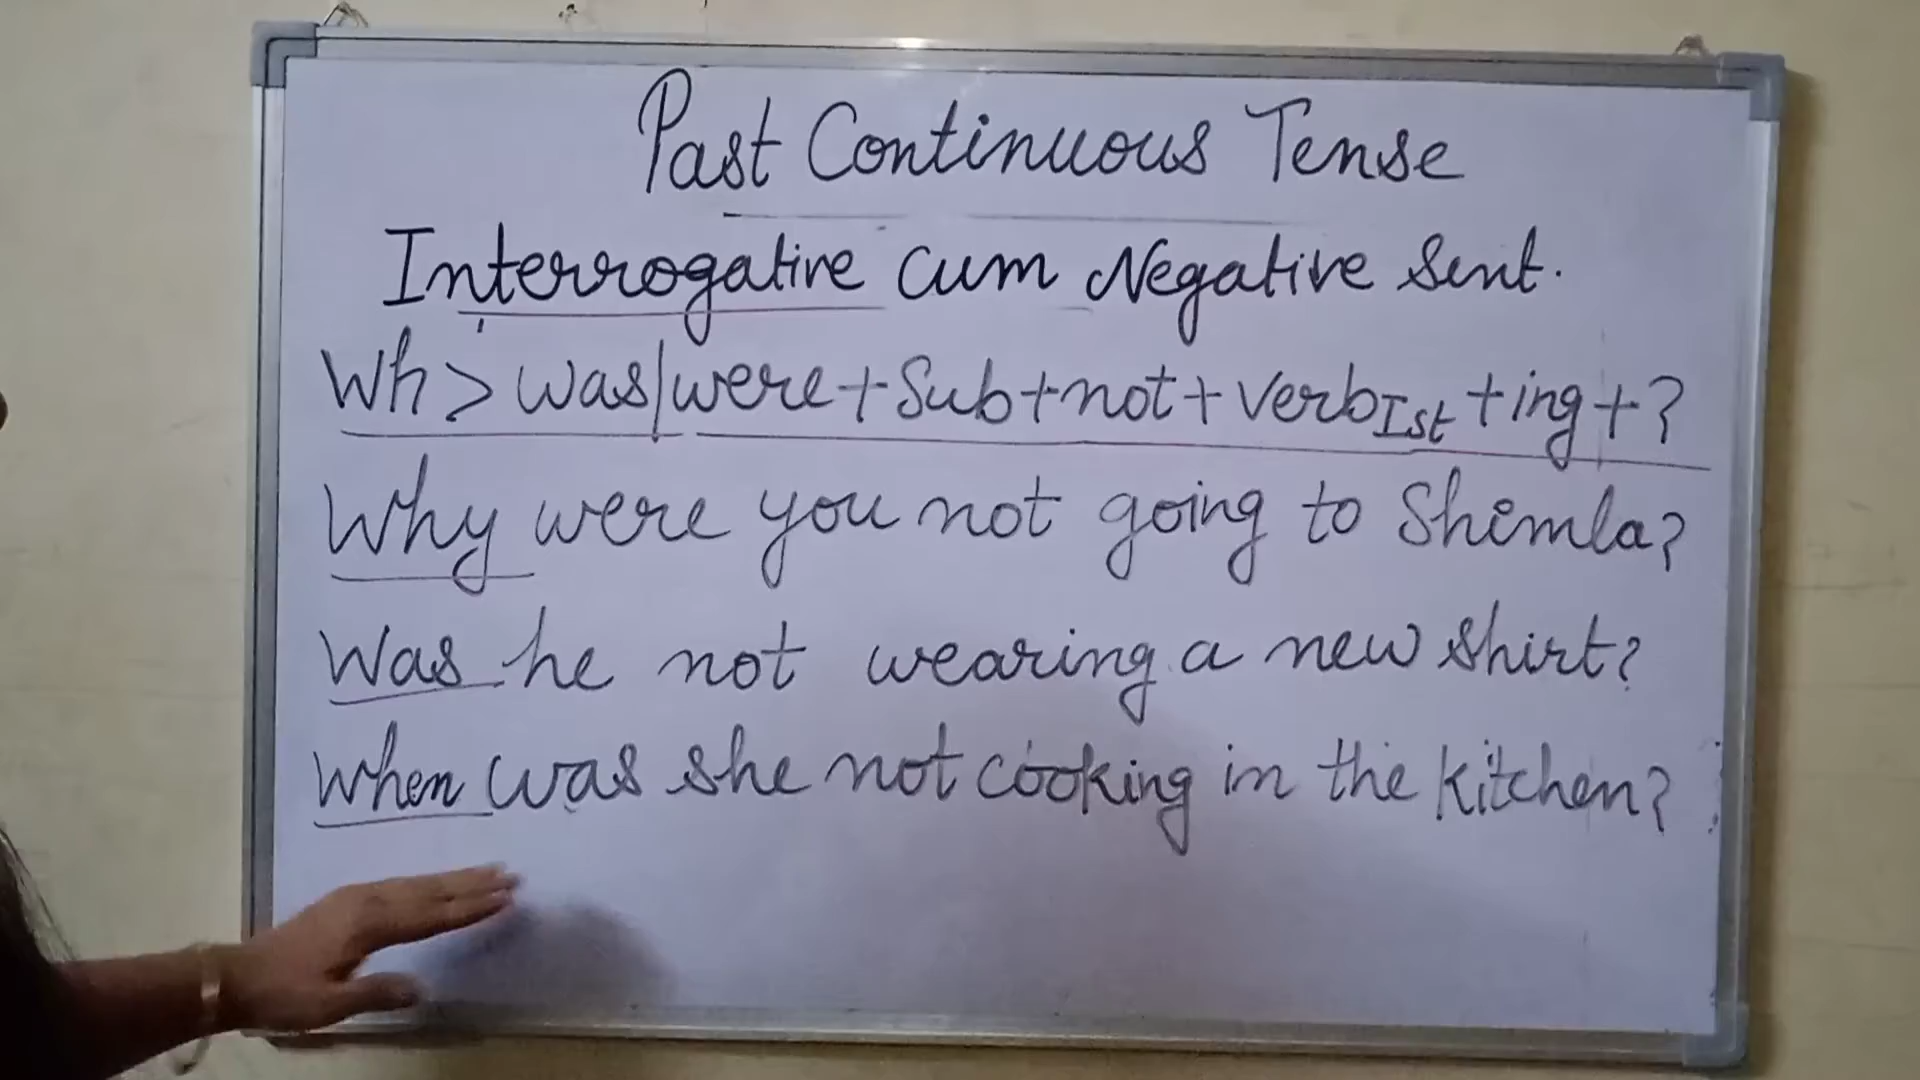 Past Continuous Tense
Interrogative Cum Negative Sent.
Wh > was/were + Sub + not + verb Ist + ing + ?
Why were you not going to Shimla?
Was he not wearing a new shirt?
When was she not cooking in the kitchen?